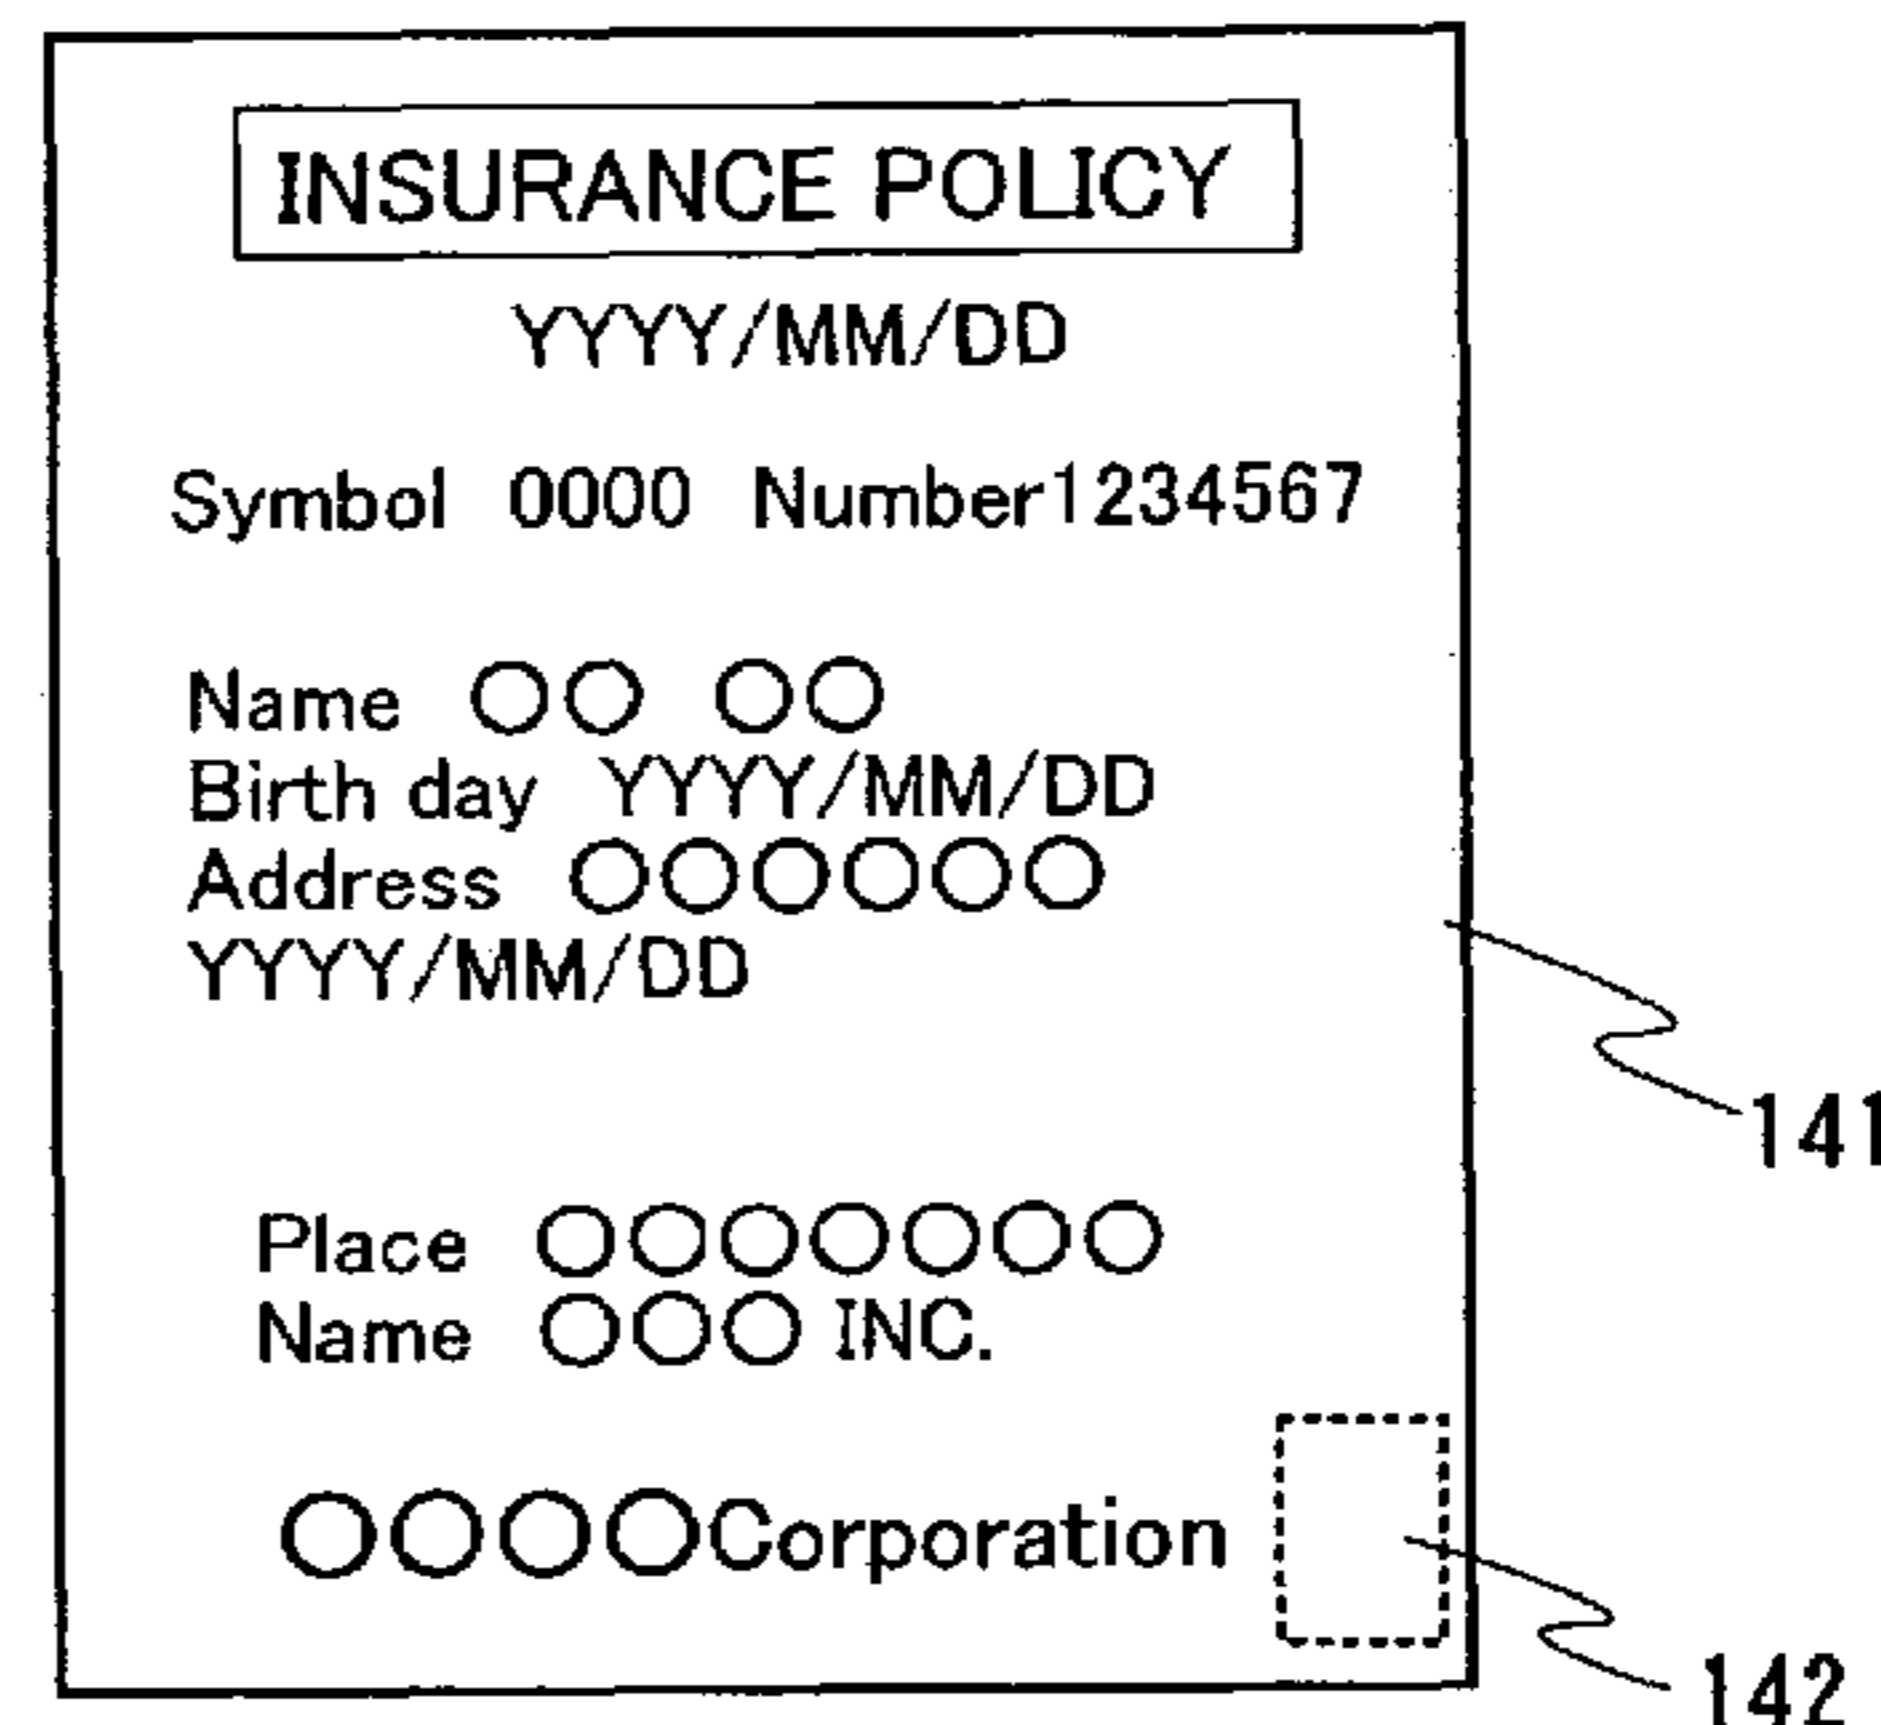 INSURANCE POLICY
YYYY/MM/DD
Symbol 0000 Number1234567
Name ○○ ○○
Birth day YYYY/MM/DD
Address ○○○○○○
YYYY/MM/DD
141
Place ○○○○○○○
Name ○○○ INC.
○○○○Corporation
142